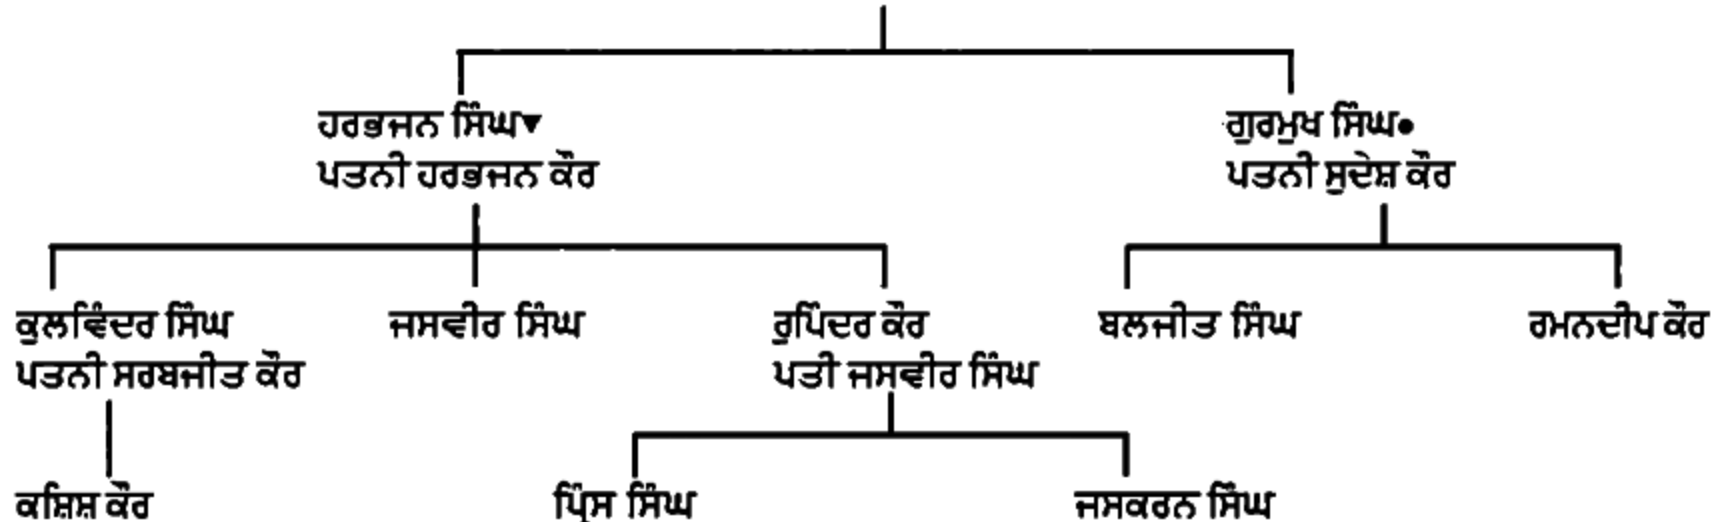 ਹਰਭਜਨ ਸਿੰਘ▼
ਪਤਨੀ ਹਰਭਜਨ ਕੌਰ
ਗੁਰਮੁਖ ਸਿੰਘ●
ਪਤਨੀ ਸੁਦੇਸ਼ ਕੌਰ
ਕੁਲਵਿੰਦਰ ਸਿੰਘ
ਪਤਨੀ ਸਰਬਜੀਤ ਕੌਰ
ਜਸਵੀਰ ਸਿੰਘ
ਰੁਪਿੰਦਰ ਕੌਰ
ਪਤੀ ਜਸਵੀਰ ਸਿੰਘ
ਬਲਜੀਤ ਸਿੰਘ
ਰਮਨਦੀਪ ਕੌਰ
ਕਸ਼ਿਸ਼ ਕੌਰ
ਪ੍ਰਿੰਸ ਸਿੰਘ
ਜਸਕਰਨ ਸਿੰਘ